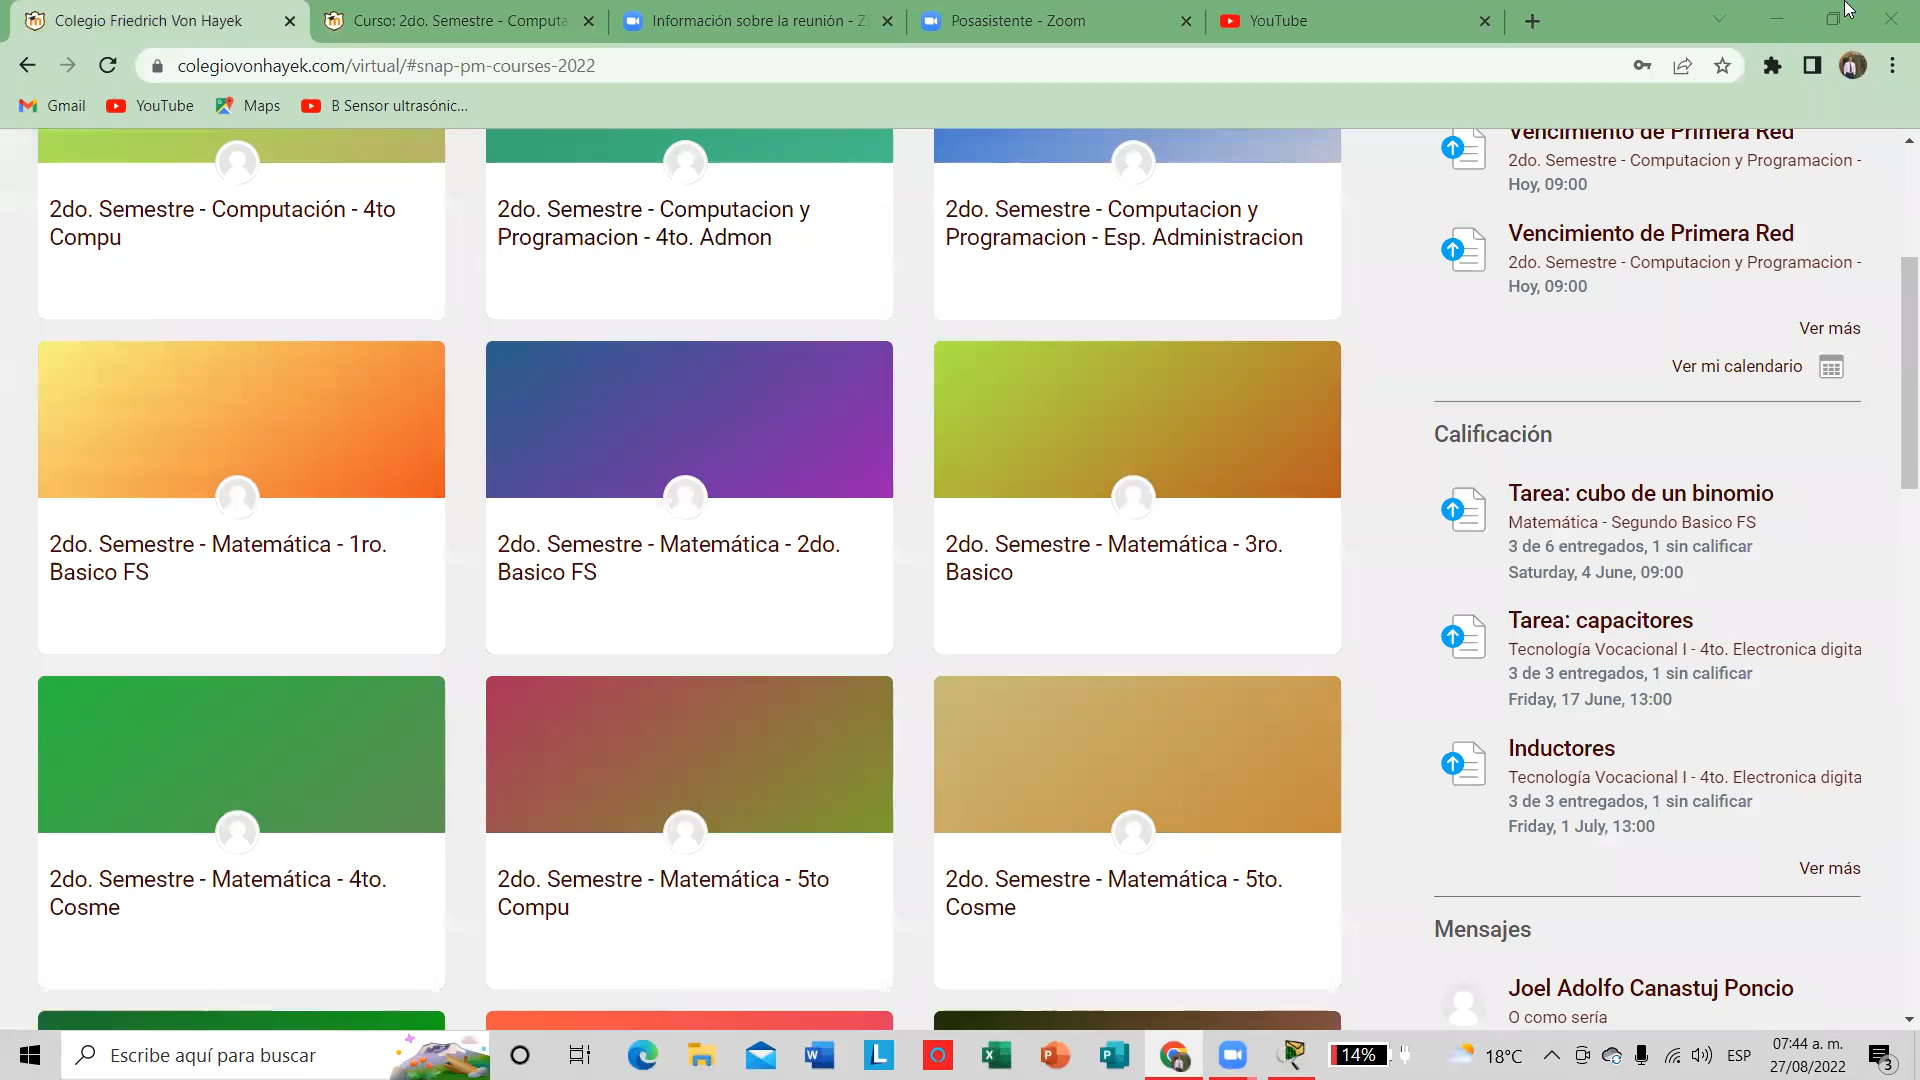 Colegio Friedrich Von Hayek
Curso: 2do. Semestre - Computa
Información sobre la reunión - Z
Posasistente - Zoom
YouTube
colegiovonhayek.com/virtual/#snap-pm-courses-2022
Gmail
YouTube
Maps
B Sensor ultrasónic...
2do. Semestre - Computación - 4to
Compu
2do. Semestre - Computacion y
Programacion - 4to. Admon
2do. Semestre - Computacion y
Programacion - Esp. Administracion
2do. Semestre - Matemática - 1ro.
Basico FS
2do. Semestre - Matemática - 2do.
Basico FS
2do. Semestre - Matemática - 3ro.
Basico
2do. Semestre - Matemática - 4to.
Cosme
2do. Semestre - Matemática - 5to
Compu
2do. Semestre - Matemática - 5to.
Cosme
Vencimiento de Primera Red
2do. Semestre - Computacion y Programacion -
Hoy, 09:00
Vencimiento de Primera Red
2do. Semestre - Computacion y Programacion -
Hoy, 09:00
Ver más
Ver mi calendario
Calificación
Tarea: cubo de un binomio
Matemática - Segundo Basico FS
3 de 6 entregados, 1 sin calificar
Saturday, 4 June, 09:00
Tarea: capacitores
Tecnología Vocacional I - 4to. Electronica digita
3 de 3 entregados, 1 sin calificar
Friday, 17 June, 13:00
Inductores
Tecnología Vocacional I - 4to. Electronica digita
3 de 3 entregados, 1 sin calificar
Friday, 1 July, 13:00
Ver más
Mensajes
Joel Adolfo Canastuj Poncio
O como sería
Escribe aquí para buscar
14%
18°C
ESP
07:44 a. m.
27/08/2022
3